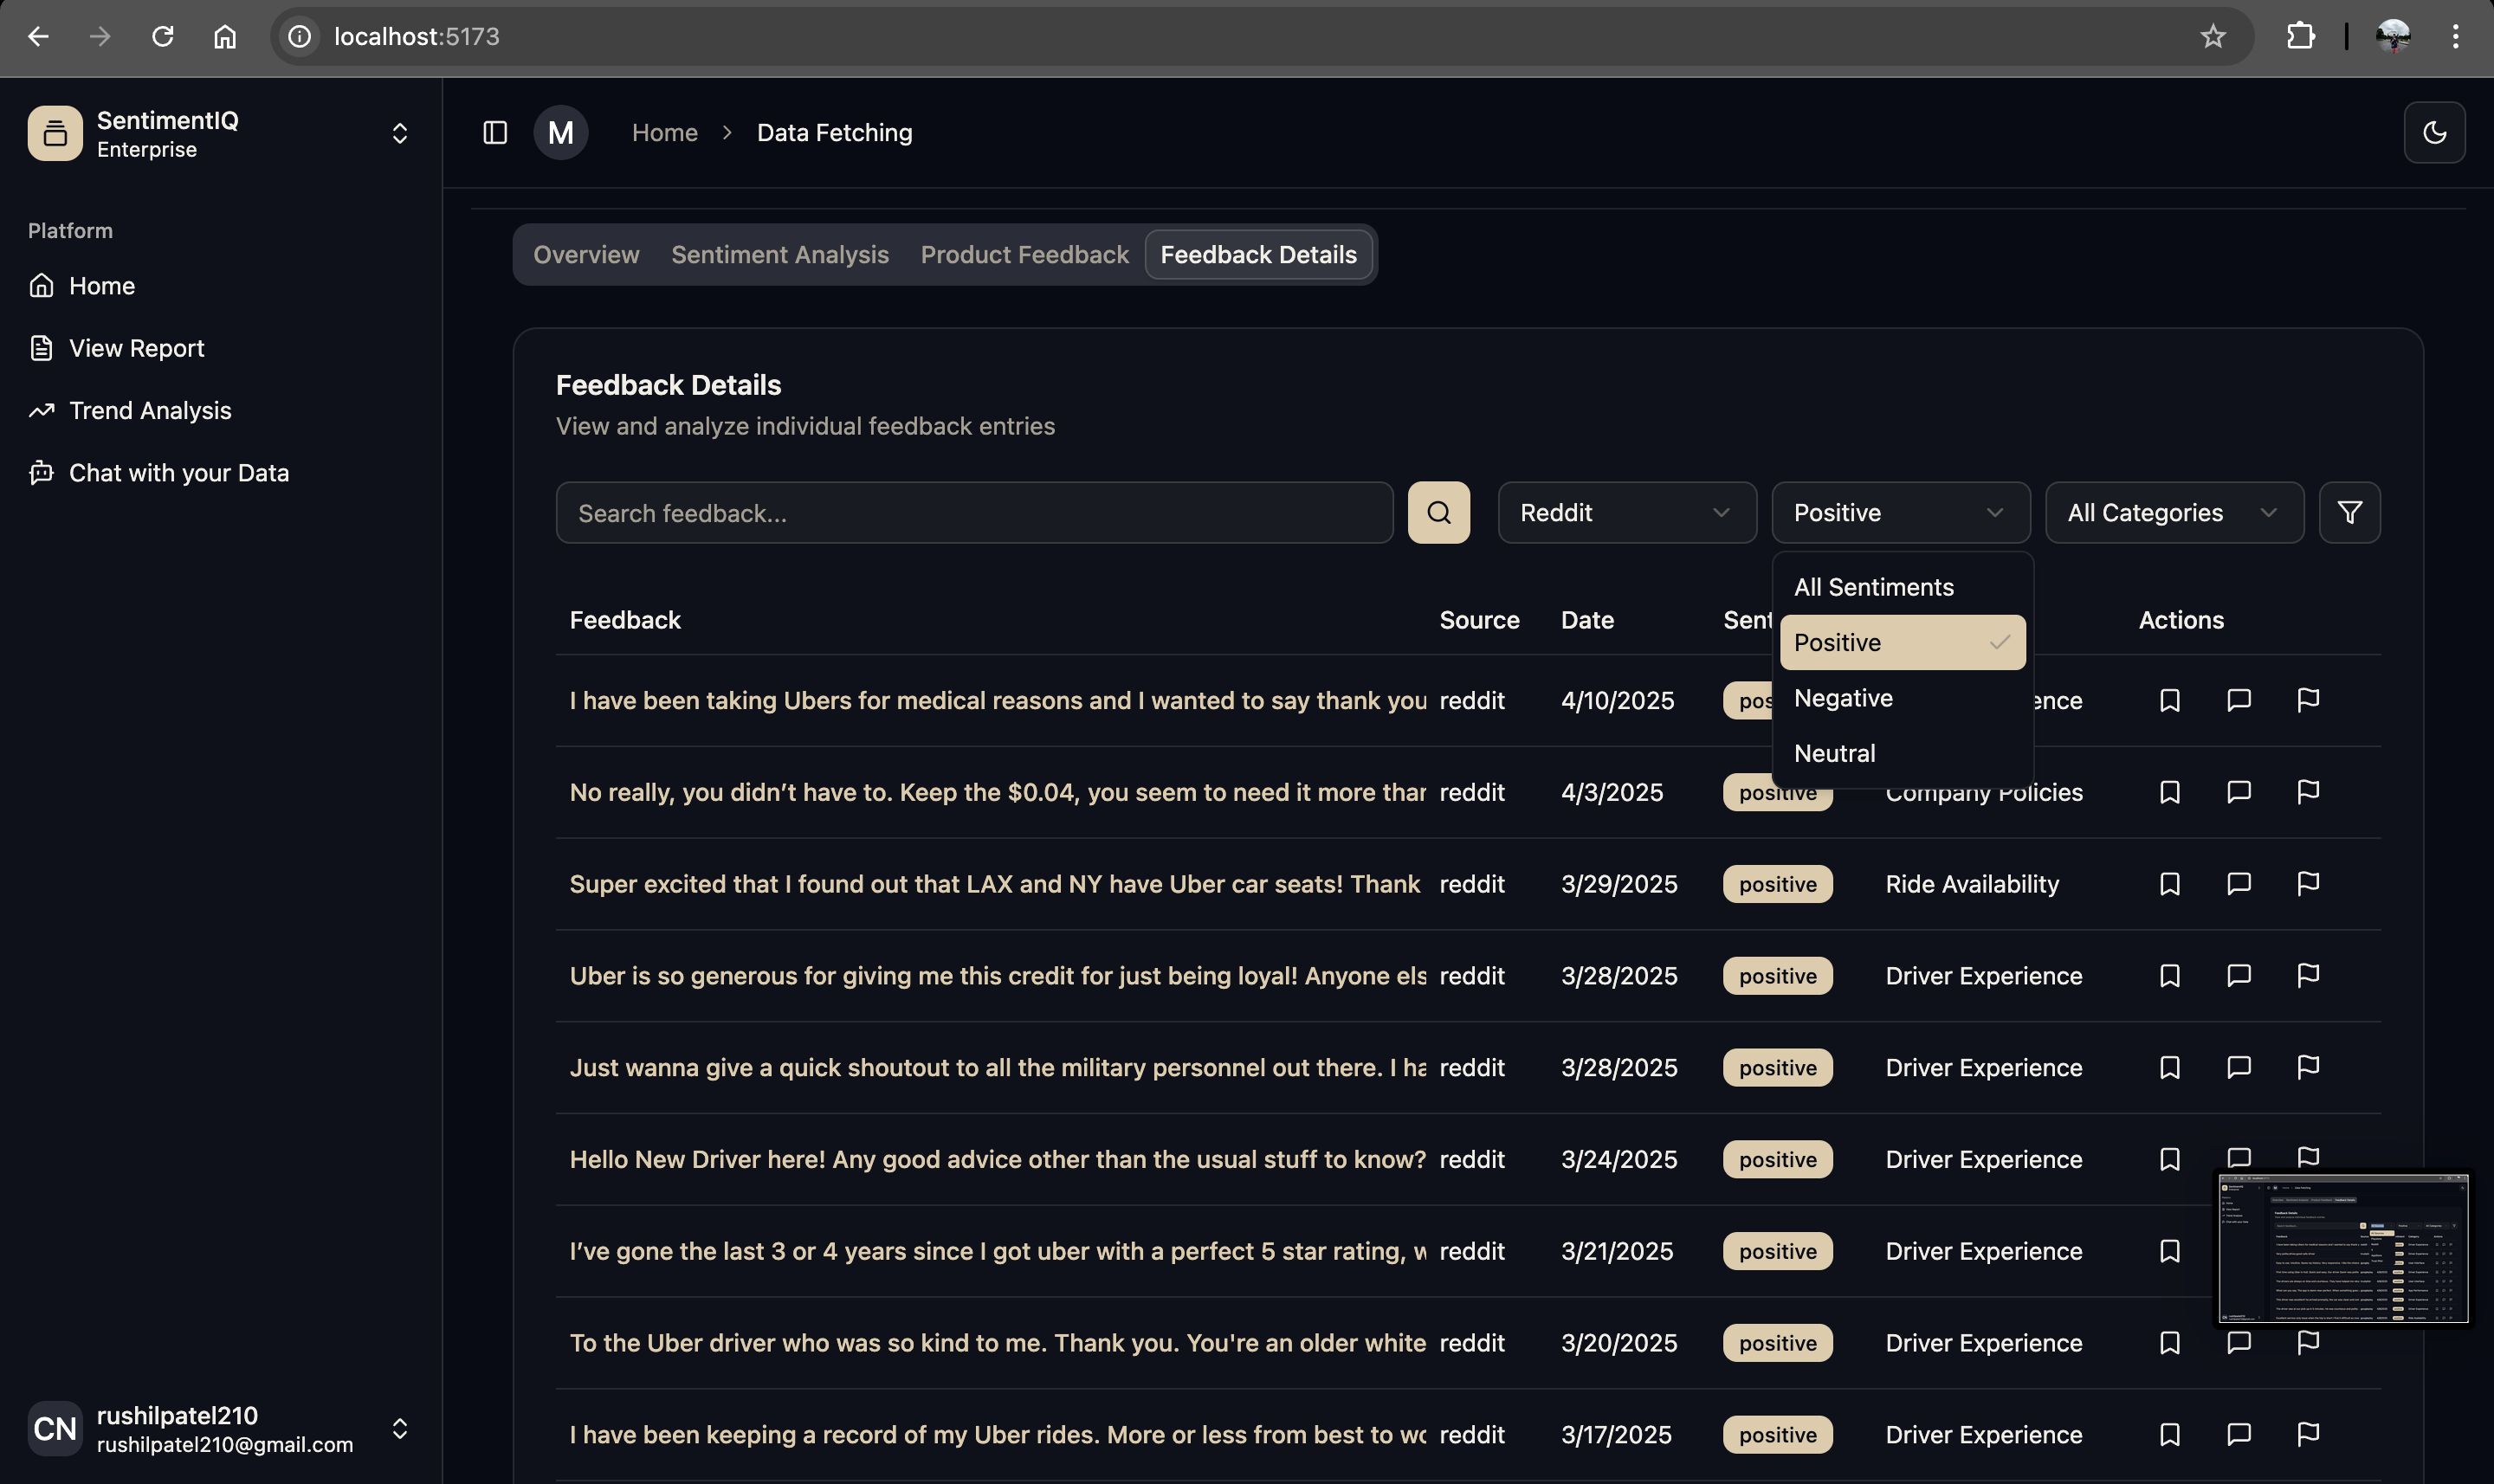 localhost:5173
SentimentIQ
Enterprise
M
Home
Data Fetching
Platform
Home
View Report
Trend Analysis
Chat with your Data
Overview
Sentiment Analysis
Product Feedback
Feedback Details
Feedback Details
View and analyze individual feedback entries
Search feedback...
Reddit
Positive
All Categories
All Sentiments
Positive
Negative
Neutral
Feedback Source Date Sent Actions
I have been taking Ubers for medical reasons and I wanted to say thank you reddit 4/10/2025 pos ence
No really, you didn’t have to. Keep the $0.04, you seem to need it more than reddit 4/3/2025 positive Company Policies
Super excited that I found out that LAX and NY have Uber car seats! Thank reddit 3/29/2025 positive Ride Availability
Uber is so generous for giving me this credit for just being loyal! Anyone els reddit 3/28/2025 positive Driver Experience
Just wanna give a quick shoutout to all the military personnel out there. I ha reddit 3/28/2025 positive Driver Experience
Hello New Driver here! Any good advice other than the usual stuff to know? reddit 3/24/2025 positive Driver Experience
I’ve gone the last 3 or 4 years since I got uber with a perfect 5 star rating, w reddit 3/21/2025 positive Driver Experience
To the Uber driver who was so kind to me. Thank you. You're an older white reddit 3/20/2025 positive Driver Experience
I have been keeping a record of my Uber rides. More or less from best to wo reddit 3/17/2025 positive Driver Experience
CN
rushilpatel210
rushilpatel210@gmail.com